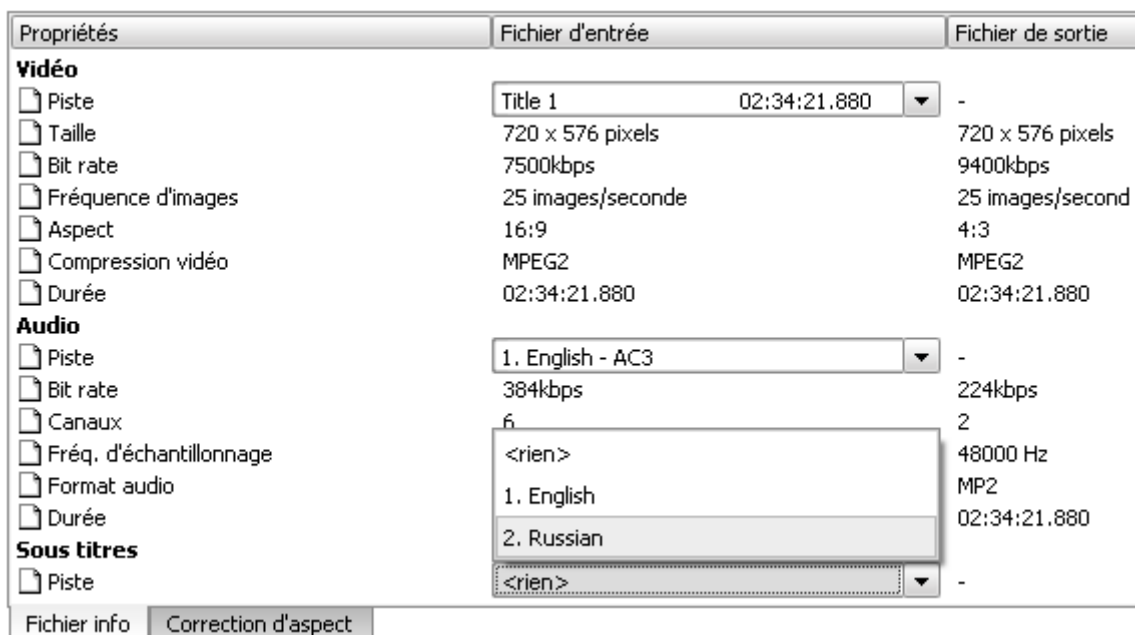 Propriétés Fichier d'entrée Fichier de sortie
Vidéo
Piste Title 1 02:34:21.880 -
Taille 720 x 576 pixels 720 x 576 pixels
Bit rate 7500kbps 9400kbps
Fréquence d'images 25 images/seconde 25 images/second
Aspect 16:9 4:3
Compression vidéo MPEG2 MPEG2
Durée 02:34:21.880 02:34:21.880
Audio
Piste 1. English - AC3 -
Bit rate 384kbps 224kbps
Canaux 6 2
Fréq. d'échantillonnage <rien> 48000 Hz
Format audio 1. English MP2
Durée 2. Russian 02:34:21.880
Sous titres
Piste <rien> -
Fichier info Correction d'aspect